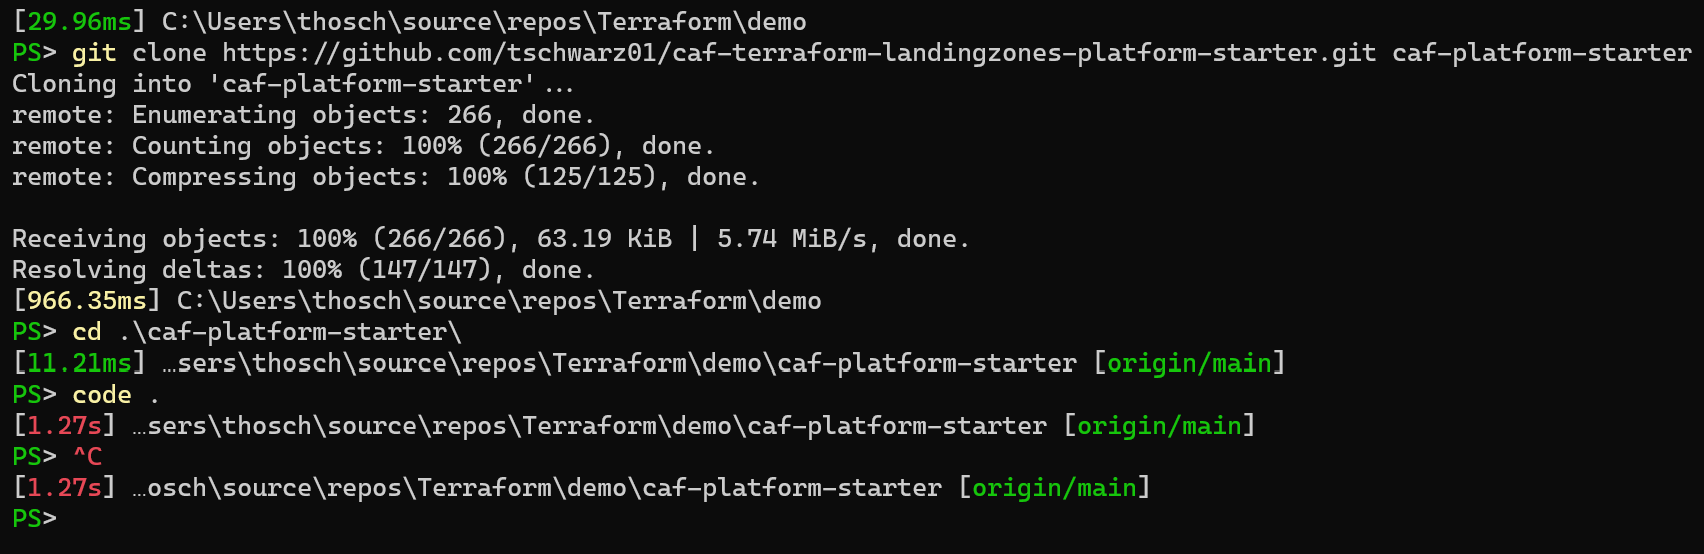 [29.96ms] C:\Users\thosch\source\repos\Terraform\demo
PS> git clone https://github.com/tschwarz01/caf-terraform-landingzones-platform-starter.git caf-platform-starter
Cloning into 'caf-platform-starter'...
remote: Enumerating objects: 266, done.
remote: Counting objects: 100% (266/266), done.
remote: Compressing objects: 100% (125/125), done.
Receiving objects: 100% (266/266), 63.19 KiB | 5.74 MiB/s, done.
Resolving deltas: 100% (147/147), done.
[966.35ms] C:\Users\thosch\source\repos\Terraform\demo
PS> cd .\caf-platform-starter\
[11.21ms] …sers\thosch\source\repos\Terraform\demo\caf-platform-starter [origin/main]
PS> code .
[1.27s] …sers\thosch\source\repos\Terraform\demo\caf-platform-starter [origin/main]
PS> ^C
[1.27s] …osch\source\repos\Terraform\demo\caf-platform-starter [origin/main]
PS>